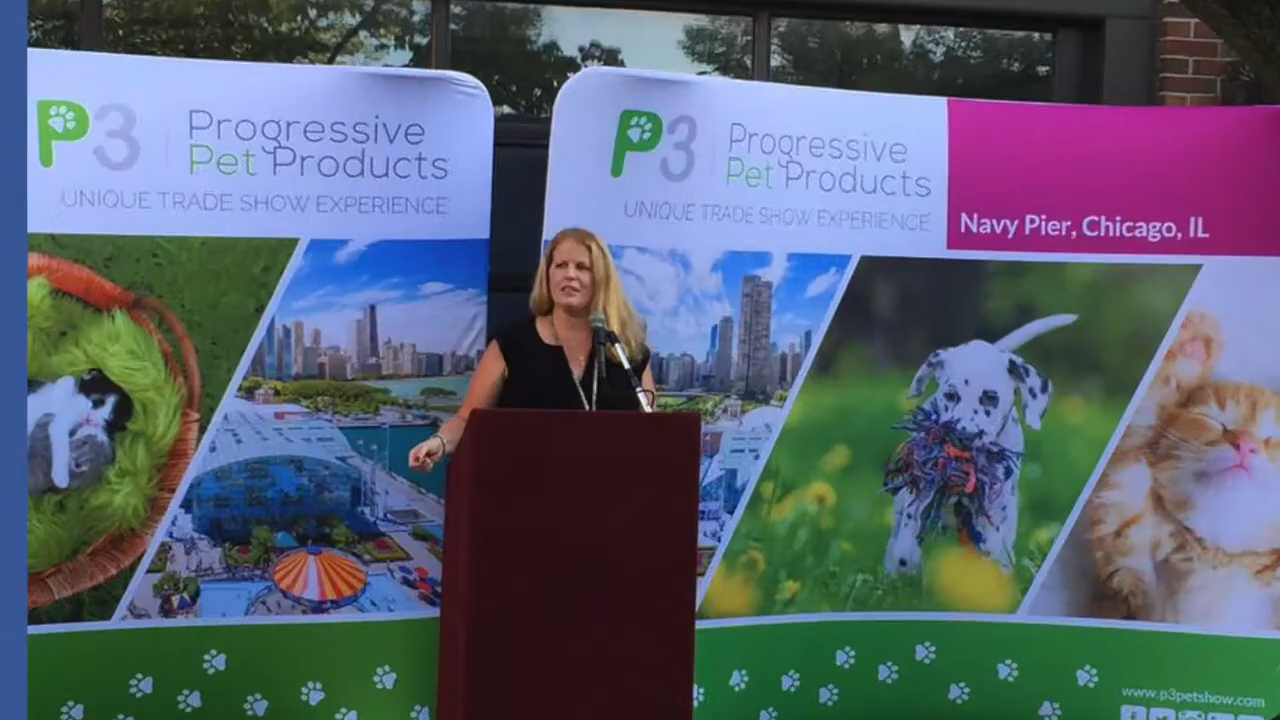 P3
Progressive
Pet Products
UNIQUE TRADE SHOW EXPERIENCE
P3
Progressive
Pet Products
UNIQUE TRADE SHOW EXPERIENCE
Navy Pier, Chicago, IL
www.p3petshow.com